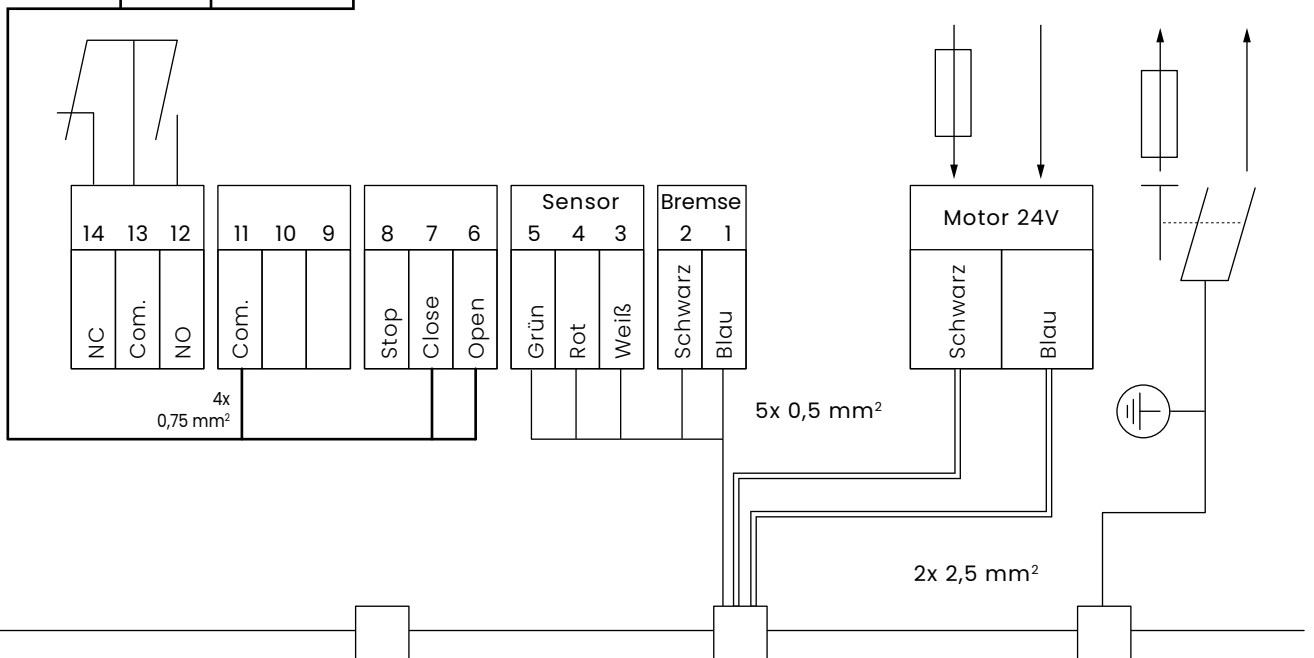 Sensor
Bremse
Motor 24V
14 13 12
11 10 9
8 7 6
5 4 3
2 1
NC
Com.
NO
Com.
Stop
Close
Open
Grün
Rot
Weiß
Schwarz
Blau
Schwarz
Blau
4x
0,75 mm²
5x 0,5 mm²
2x 2,5 mm²